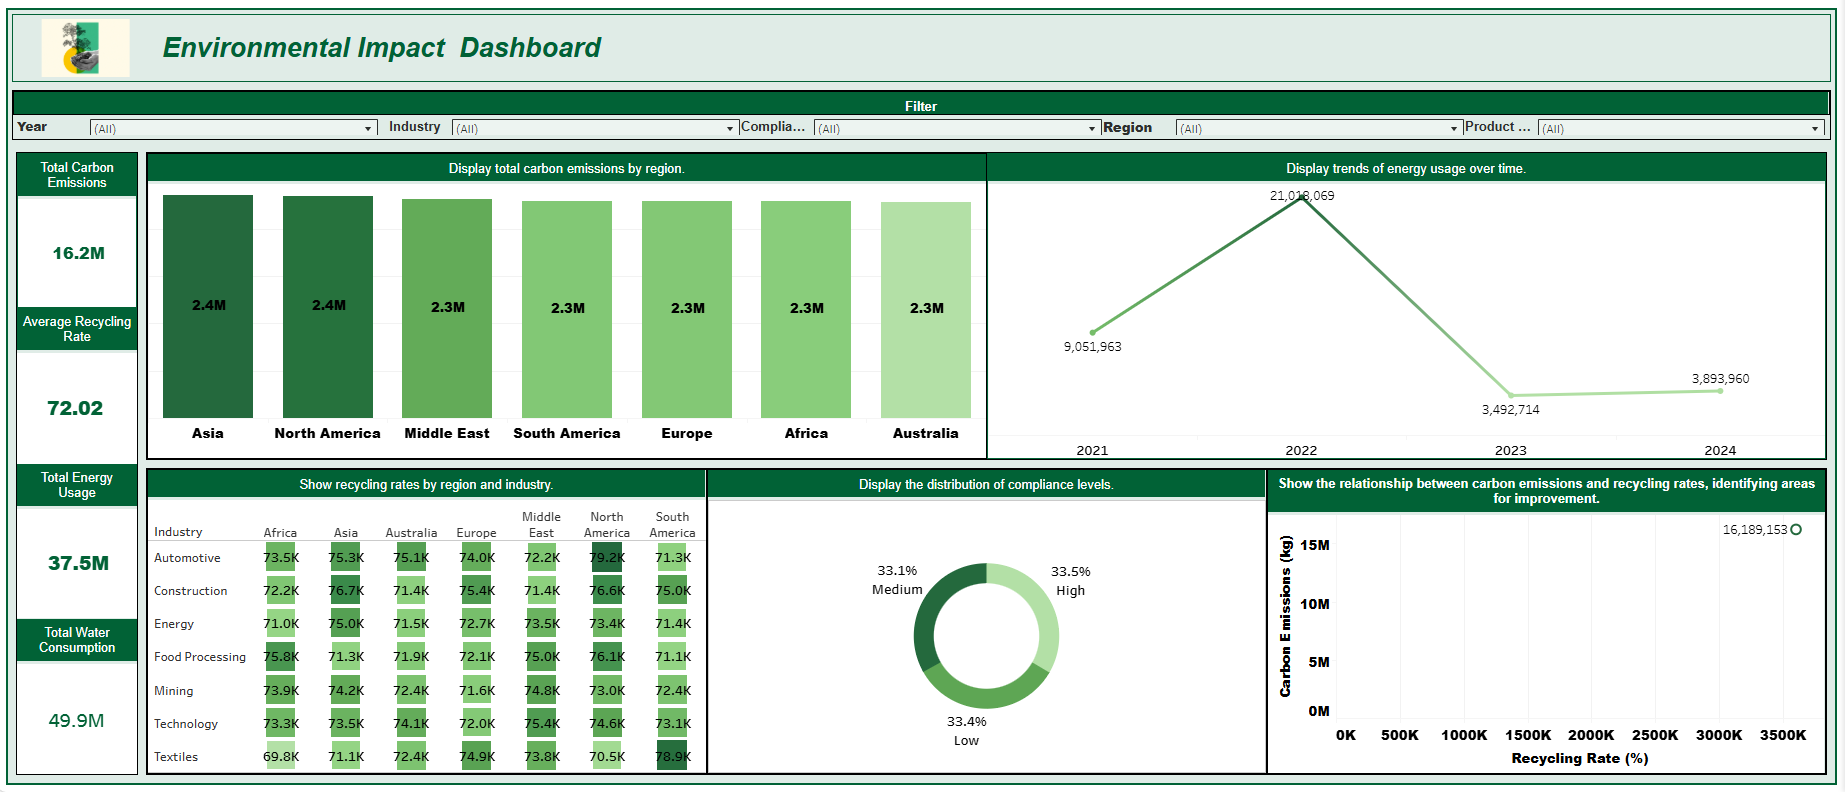 Environmental Impact  Dashboard
Filter
Year
(All)
Industry
(All)
Complia...
(All)
Region
(All)
Product ...
(All)
Total Carbon
Emissions
16.2M
Average Recycling
Rate
72.02
Total Energy
Usage
37.5M
Total Water
Consumption
49.9M
Display total carbon emissions by region.
2.4M
2.4M
2.3M
2.3M
2.3M
2.3M
2.3M
Asia
North America
Middle East
South America
Europe
Africa
Australia
Display trends of energy usage over time.
21,018,069
9,051,963
3,893,960
3,492,714
2021
2022
2023
2024
Show recycling rates by region and industry.
Industry Africa Asia Australia Europe Middle East North America South America
Automotive 73.5K 75.3K 75.1K 74.0K 72.2K 79.2K 71.3K
Construction 72.2K 76.7K 71.4K 75.4K 71.4K 76.6K 75.0K
Energy 71.0K 75.0K 71.5K 72.7K 73.5K 73.4K 71.4K
Food Processing 75.8K 71.3K 71.9K 72.1K 75.0K 76.1K 71.1K
Mining 73.9K 74.2K 72.4K 71.6K 74.8K 73.0K 72.4K
Technology 73.3K 73.5K 74.1K 72.0K 75.4K 74.6K 73.1K
Textiles 69.8K 71.1K 72.4K 74.9K 73.8K 70.5K 78.9K
Display the distribution of compliance levels.
33.1%
Medium
33.5%
High
33.4%
Low
Show the relationship between carbon emissions and recycling rates, identifying areas
for improvement.
16,189,153
Carbon Emissions (kg)
15M
10M
5M
0M
0K
500K
1000K
1500K
2000K
2500K
3000K
3500K
Recycling Rate (%)